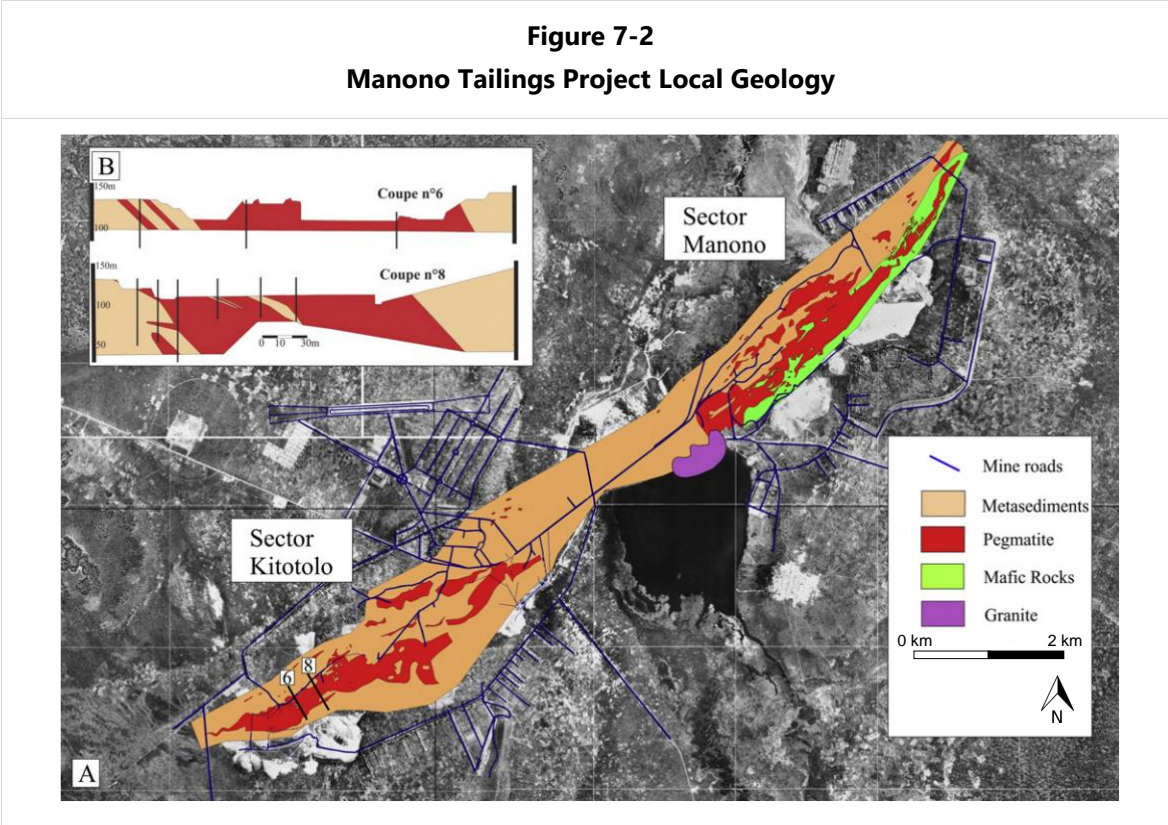 Figure 7-2
Manono Tailings Project Local Geology
B
150m
Coupe n°6
100
150m
Coupe n°8
100
50
0 10 30m
Sector
Manono
Sector
Kitotolo
6
8
Mine roads
Metasediments
Pegmatite
Mafic Rocks
Granite
0 km
2 km
N
A